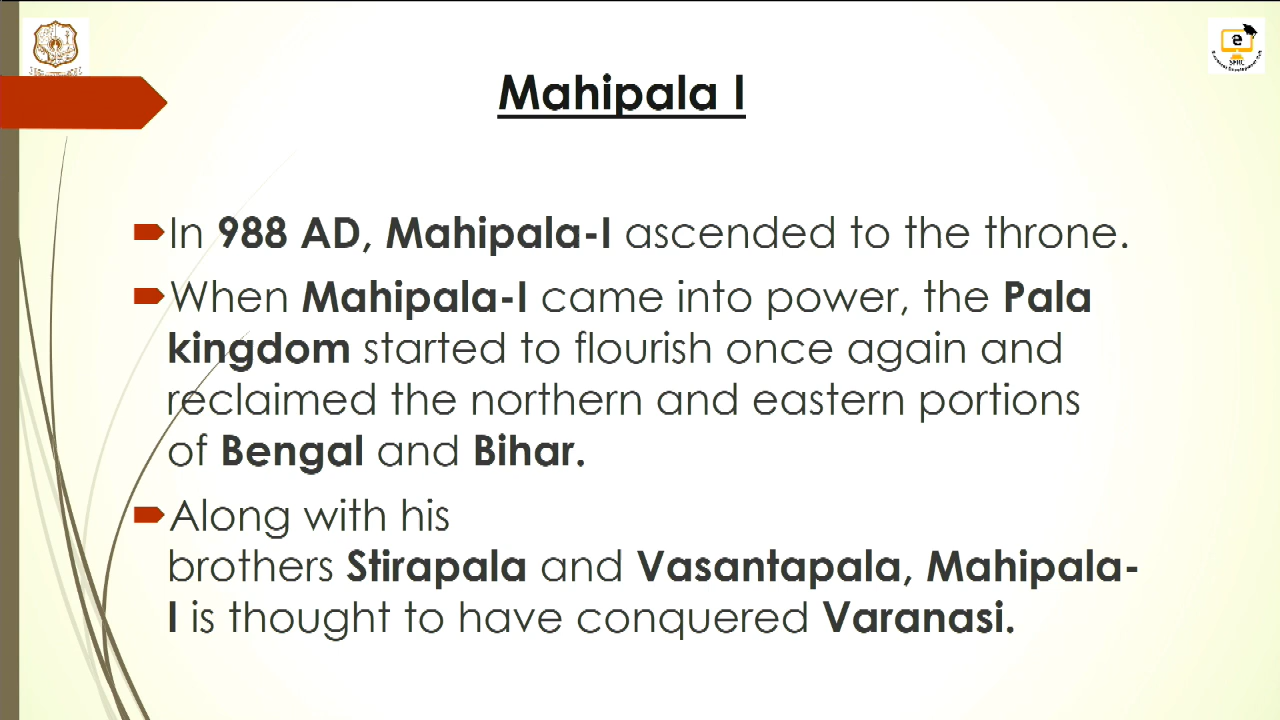 Mahipala I
In 988 AD, Mahipala-I ascended to the throne.
When Mahipala-I came into power, the Pala
kingdom started to flourish once again and
reclaimed the northern and eastern portions
of Bengal and Bihar.
Along with his
brothers Stirapala and Vasantapala, Mahipala-
I is thought to have conquered Varanasi.